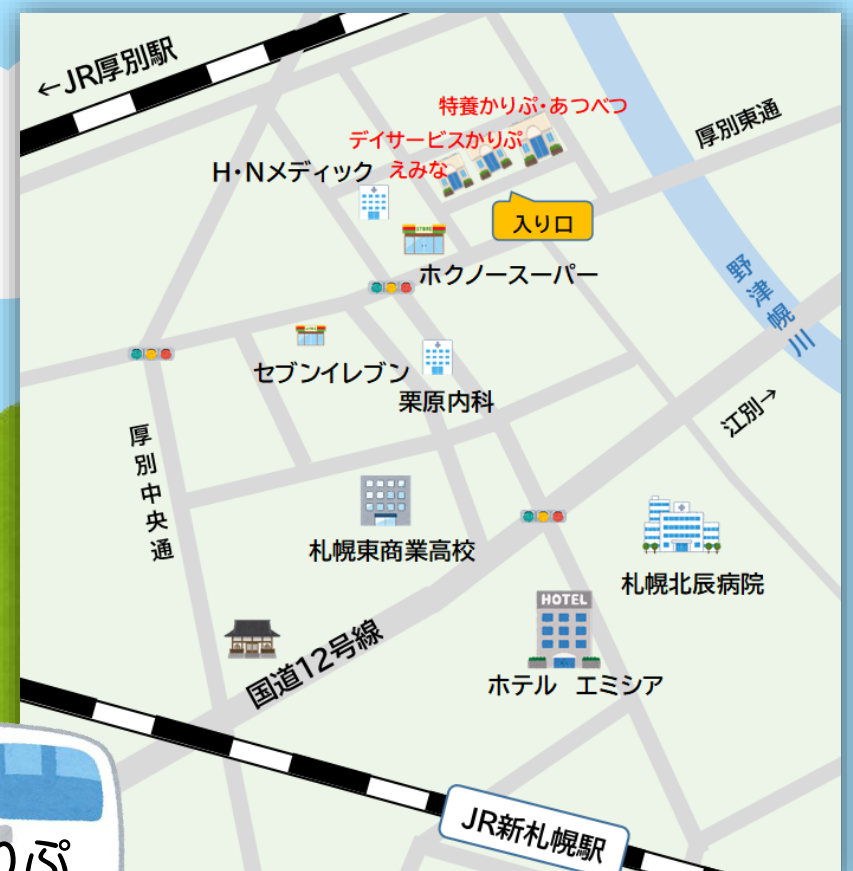 ←JR厚別駅
特養かりぷ・あつべつ
デイサービスかりぷ
えみな
厚別東通
H・Nメディック
STORE
入り口
ホクノースーパー
野津幌川
セブンイレブン
栗原内科
江別→
厚別中央通
札幌東商業高校
札幌北辰病院
HOTEL
国道12号線
ホテル　エミシア
JR新札幌駅
りぷ